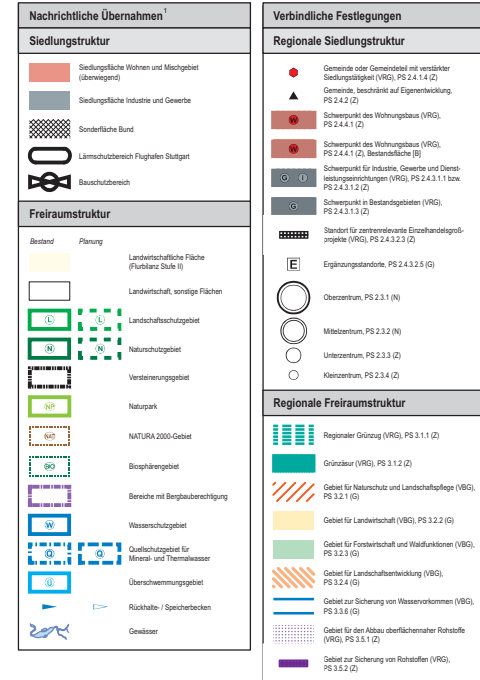 Nachrichtliche Übernahmen¹
Siedlungsstruktur
Siedlungsfläche Wohnen und Mischgebiet
(überwiegend)
Siedlungsfläche Industrie und Gewerbe
Sonderfläche Bund
Lärmschutzbereich Flughafen Stuttgart
Bauschutzbereich
Freiraumstruktur
Bestand Planung
Landwirtschaftliche Fläche
(Flurbilanz Stufe II)
Landwirtschaft, sonstige Flächen
L L Landschaftsschutzgebiet
N N Naturschutzgebiet
Versteinerungsgebiet
NP Naturpark
NAT NATURA 2000-Gebiet
BIO Biosphärengebiet
Bereiche mit Bergbauberechtigung
W Wasserschutzgebiet
Q Q Quellschutzgebiet für
Mineral- und Thermalwasser
Ü Überschwemmungsgebiet
Rückhalte- / Speicherbecken
Gewässer
Verbindliche Festlegungen
Regionale Siedlungsstruktur
Gemeinde oder Gemeindeteil mit verstärkter
Siedlungstätigkeit (VRG), PS 2.4.1.4 (Z)
Gemeinde, beschränkt auf Eigenentwicklung,
PS 2.4.2 (Z)
W Schwerpunkt des Wohnungsbaus (VRG),
PS 2.4.4.1 (Z)
W Schwerpunkt des Wohnungsbaus (VRG),
PS 2.4.4.1 (Z), Bestandsfläche [B]
G I Schwerpunkt für Industrie, Gewerbe und Dienst-
leistungseinrichtungen (VRG), PS 2.4.3.1.1 bzw.
PS 2.4.3.1.2 (Z)
G Schwerpunkt in Bestandsgebieten (VRG),
PS 2.4.3.1.3 (Z)
Standort für zentrenrelevante Einzelhandelsgroß-
projekte (VRG), PS 2.4.3.2.3 (Z)
E Ergänzungsstandorte, PS 2.4.3.2.5 (G)
Oberzentrum, PS 2.3.1 (N)
Mittelzentrum, PS 2.3.2 (N)
Unterzentrum, PS 2.3.3 (Z)
Kleinzentrum, PS 2.3.4 (Z)
Regionale Freiraumstruktur
Regionaler Grünzug (VRG), PS 3.1.1 (Z)
Grünzäsur (VRG), PS 3.1.2 (Z)
Gebiet für Naturschutz und Landschaftspflege (VBG),
PS 3.2.1 (G)
Gebiet für Landwirtschaft (VBG), PS 3.2.2 (G)
Gebiet für Forstwirtschaft und Waldfunktionen (VBG),
PS 3.2.3 (G)
Gebiet für Landschaftsentwicklung (VBG),
PS 3.2.4 (G)
Gebiet zur Sicherung von Wasservorkommen (VBG),
PS 3.3.6 (G)
Gebiet für den Abbau oberflächennaher Rohstoffe
(VRG), PS 3.5.1 (Z)
Gebiet zur Sicherung von Rohstoffen (VRG),
PS 3.5.2 (Z)